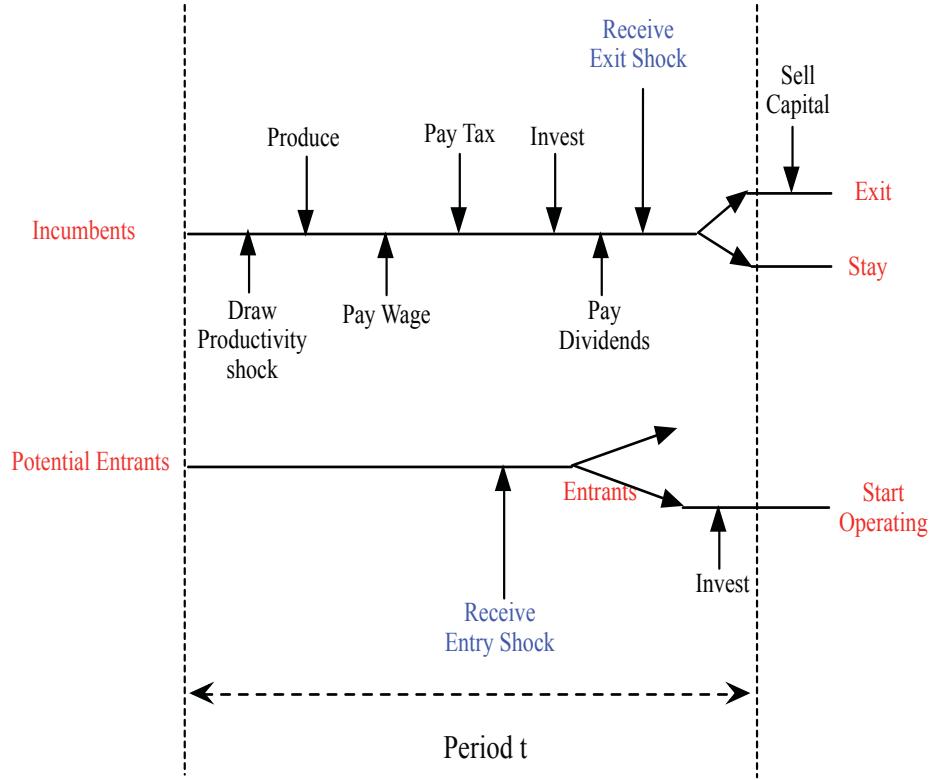 Receive
Exit Shock
Sell
Capital
Produce
Pay Tax
Invest
Exit
Incumbents
Stay
Draw
Productivity
shock
Pay Wage
Pay
Dividends
Potential Entrants
Entrants
Start
Operating
Invest
Receive
Entry Shock
Period t